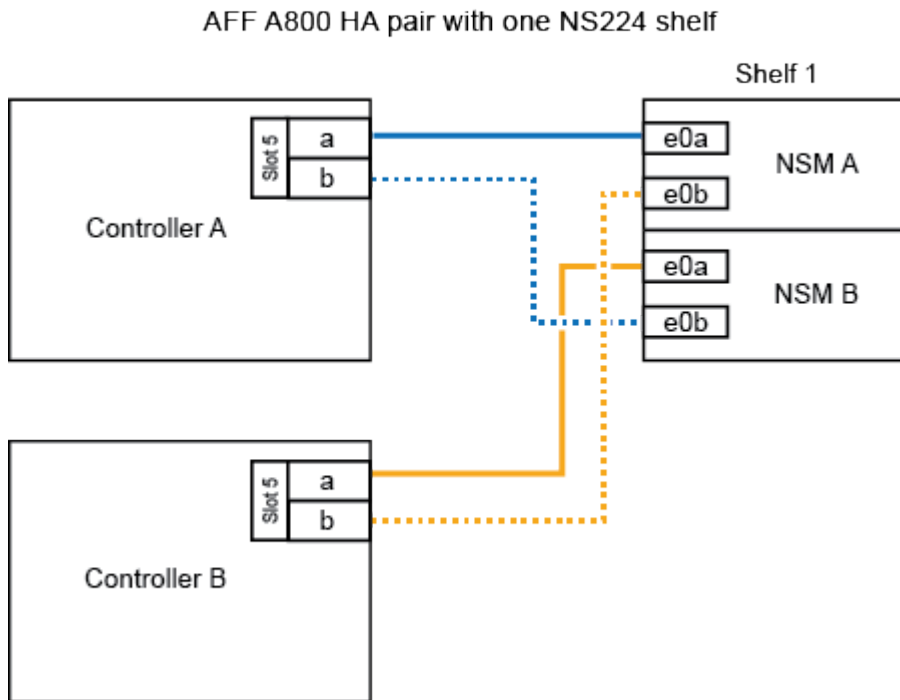 AFF A800 HA pair with one NS224 shelf
Shelf 1
Controller A
Slot 5
a
b
e0a
e0b
NSM A
e0a
e0b
NSM B
Controller B
Slot 5
a
b